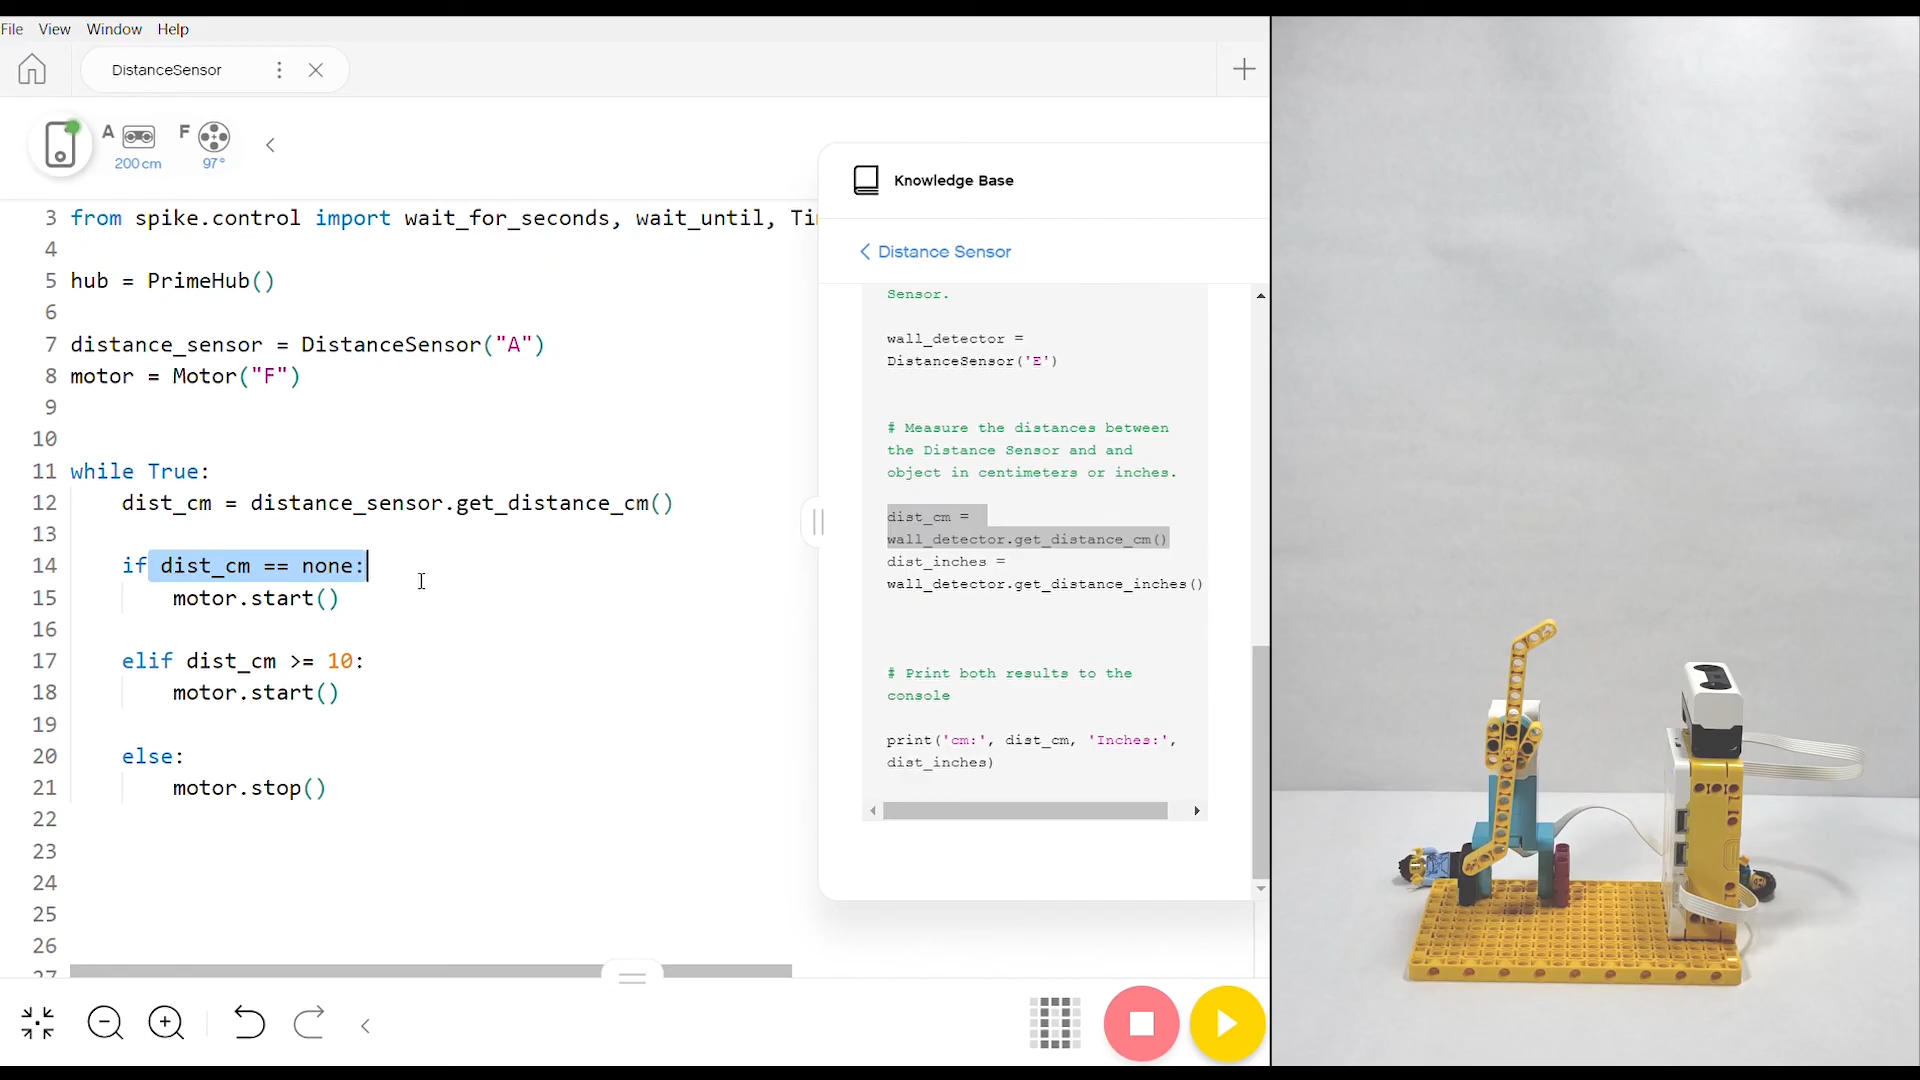 File View Window Help
DistanceSensor
A F
200 cm 97°
3 from spike.control import wait_for_seconds, wait_until, Ti
4
5 hub = PrimeHub()
6
7 distance_sensor = DistanceSensor("A")
8 motor = Motor("F")
9
10
11 while True:
12 dist_cm = distance_sensor.get_distance_cm()
13
14 if dist_cm == none:
15 motor.start()
16
17 elif dist_cm >= 10:
18 motor.start()
19
20 else:
21 motor.stop()
22
23
24
25
26
27
Knowledge Base
Distance Sensor
Sensor.
wall_detector =
DistanceSensor('E')
# Measure the distances between
the Distance Sensor and and
object in centimeters or inches.
dist_cm =
wall_detector.get_distance_cm()
dist_inches =
wall_detector.get_distance_inches()
# Print both results to the
console
print('cm:', dist_cm, 'Inches:',
dist_inches)